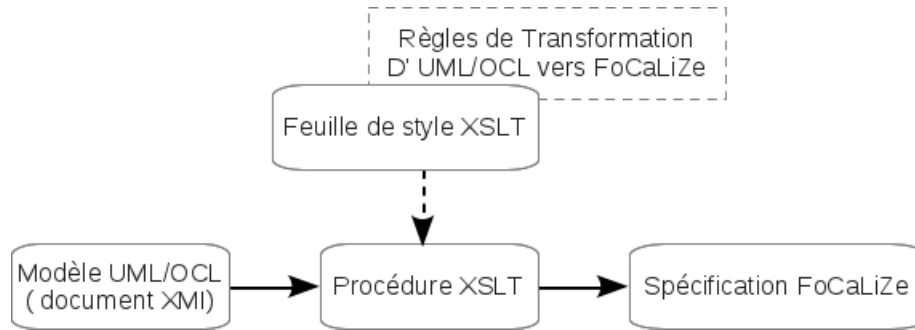 Règles de Transformation
D' UML/OCL vers FoCaLiZe
Feuille de style XSLT
Modèle UML/OCL
( document XMI)
Procédure XSLT
Spécification FoCaLiZe